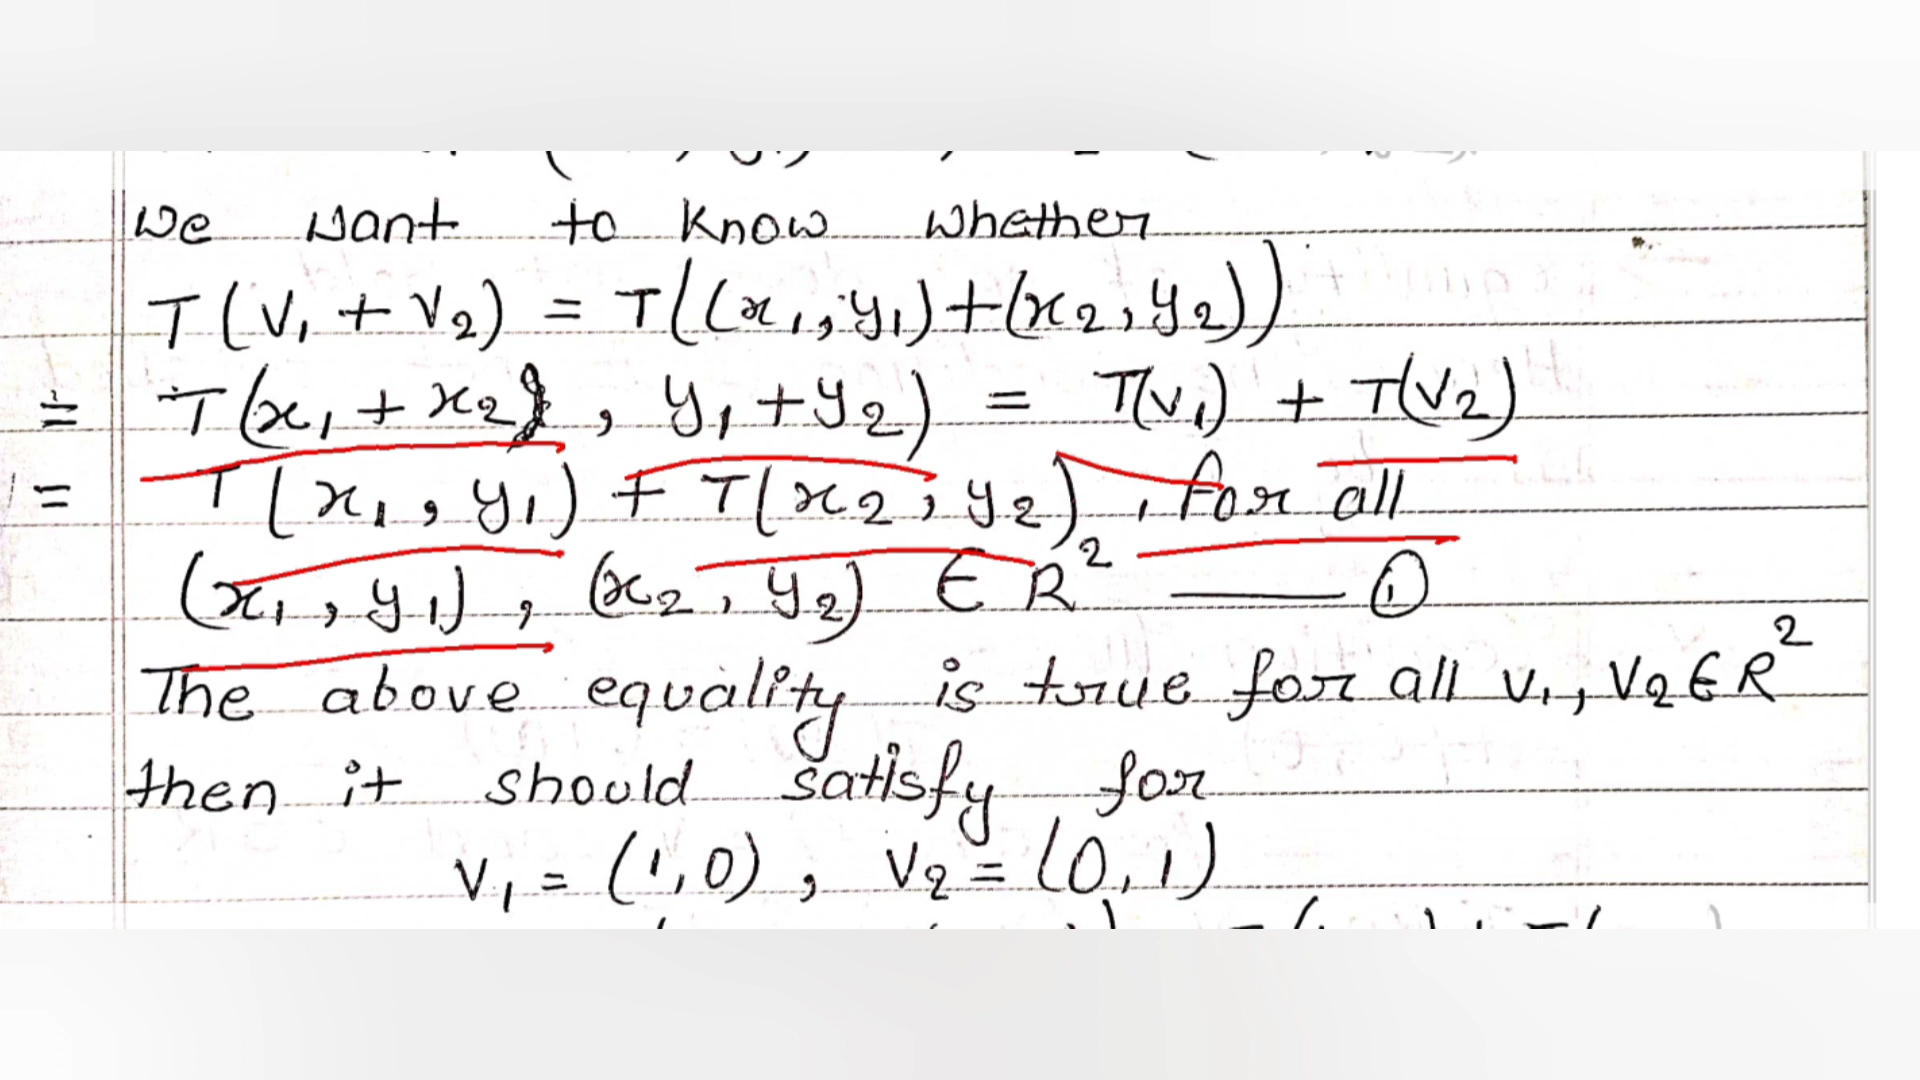 We want to know whether
T(V₁ + V₂) = T((x₁, y₁)+(x₂, y₂))
= T(x₁ + x₂, y₁ + y₂) = T(V₁) + T(V₂)
= T(x₁, y₁) + T(x₂, y₂), for all
(x₁, y₁), (x₂, y₂) ∈ R² —— ①
The above equality is true for all V₁, V₂ ∈ R²
then it should satisfy for
V₁ = (1,0), V₂ = (0,1)